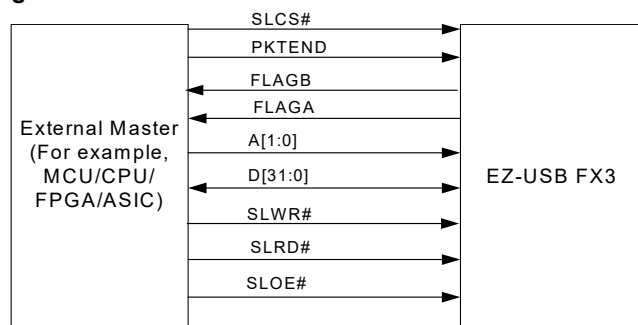 SLCS#
PKTEND
FLAGB
FLAGA
External Master
(For example,
MCU/CPU/
FPGA/ASIC)
A[1:0]
D[31:0]
EZ-USB FX3
SLWR#
SLRD#
SLOE#